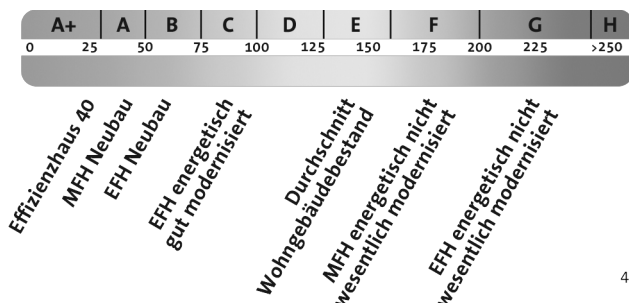 A+ A B C D E F G H
0 25 50 75 100 125 150 175 200 225 >250
Effizienzhaus 40
MFH Neubau
EFH Neubau
EFH energetisch
gut modernisiert
Durchschnitt
Wohngebäudebestand
MFH energetisch nicht
wesentlich modernisiert
EFH energetisch nicht
wesentlich modernisiert
4